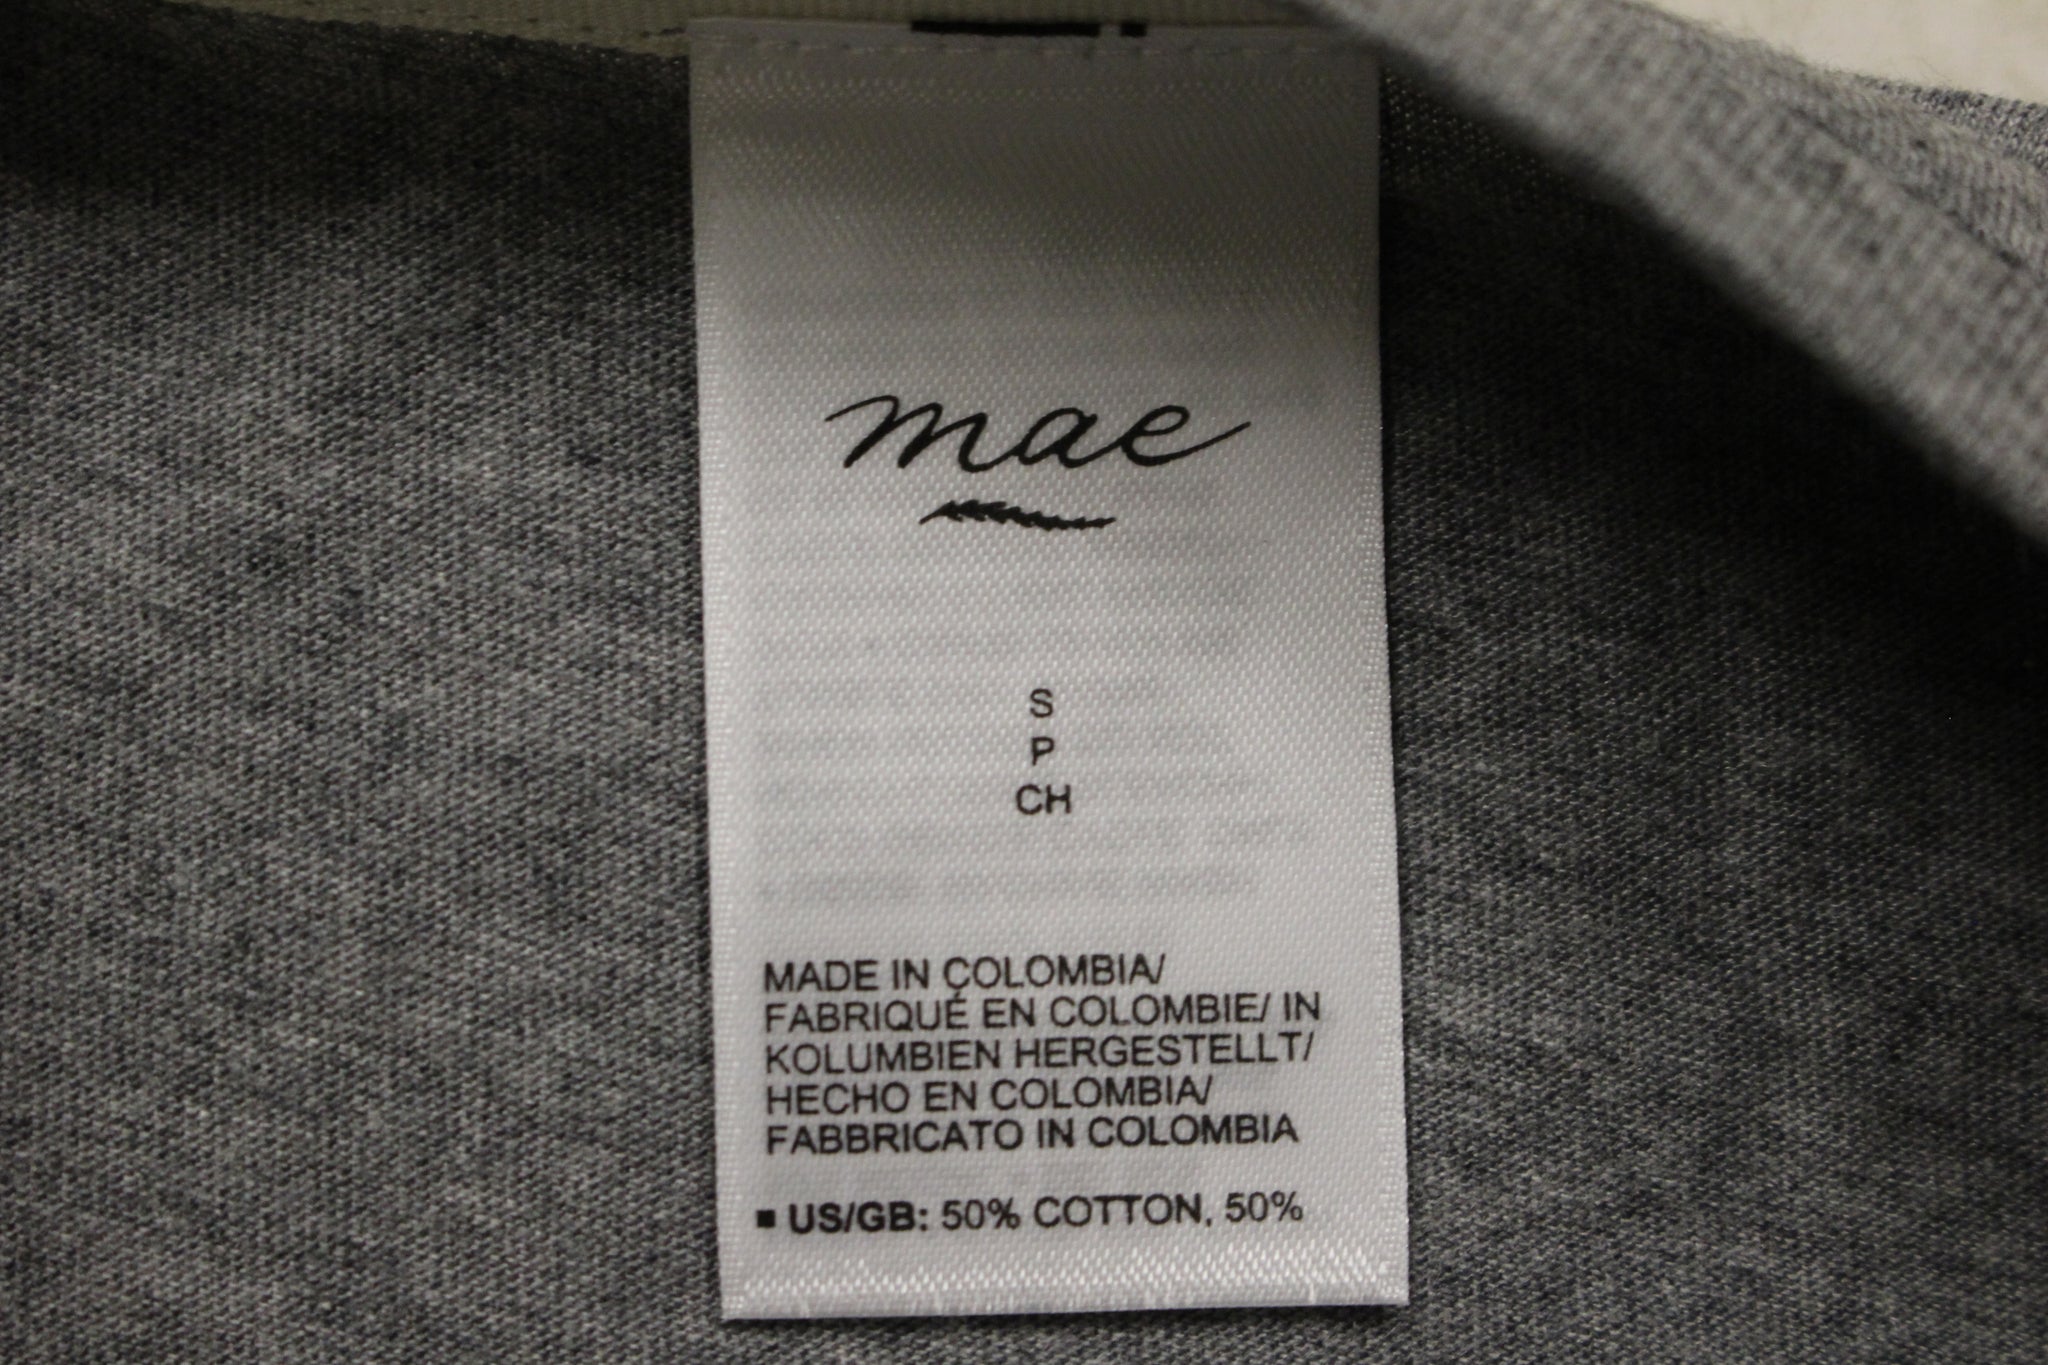 mae
S
P
CH
MADE IN COLOMBIA/
FABRIQUÉ EN COLOMBIE/ IN
KOLUMBIEN HERGESTELLT/
HECHO EN COLOMBIA/
FABBRICATO IN COLOMBIA
▪ US/GB: 50% COTTON, 50%